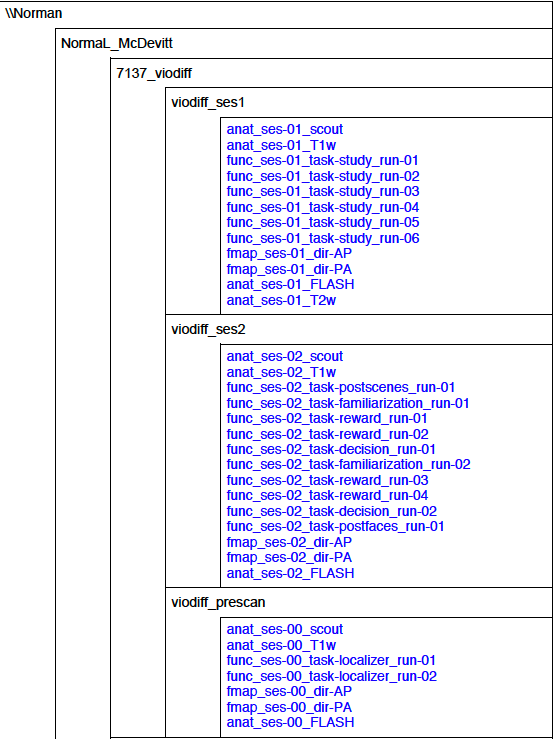 \\Norman
NormaL_McDevitt
7137_viodiff
viodiff_ses1
anat_ses-01_scout
anat_ses-01_T1w
func_ses-01_task-study_run-01
func_ses-01_task-study_run-02
func_ses-01_task-study_run-03
func_ses-01_task-study_run-04
func_ses-01_task-study_run-05
func_ses-01_task-study_run-06
fmap_ses-01_dir-AP
fmap_ses-01_dir-PA
anat_ses-01_FLASH
anat_ses-01_T2w
viodiff_ses2
anat_ses-02_scout
anat_ses-02_T1w
func_ses-02_task-postscenes_run-01
func_ses-02_task-familiarization_run-01
func_ses-02_task-reward_run-01
func_ses-02_task-reward_run-02
func_ses-02_task-decision_run-01
func_ses-02_task-familiarization_run-02
func_ses-02_task-reward_run-03
func_ses-02_task-reward_run-04
func_ses-02_task-decision_run-02
func_ses-02_task-postfaces_run-01
fmap_ses-02_dir-AP
fmap_ses-02_dir-PA
anat_ses-02_FLASH
viodiff_prescan
anat_ses-00_scout
anat_ses-00_T1w
func_ses-00_task-localizer_run-01
func_ses-00_task-localizer_run-02
fmap_ses-00_dir-AP
fmap_ses-00_dir-PA
anat_ses-00_FLASH